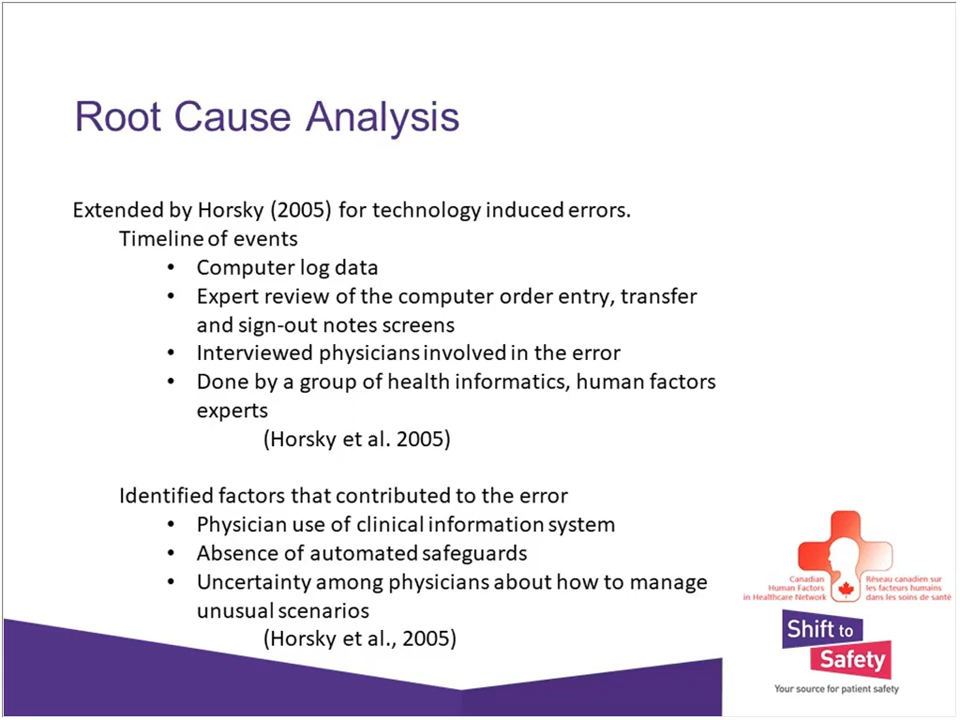 Root Cause Analysis
Extended by Horsky (2005) for technology induced errors.
Timeline of events
• Computer log data
• Expert review of the computer order entry, transfer
and sign-out notes screens
• Interviewed physicians involved in the error
• Done by a group of health informatics, human factors
experts
(Horsky et al. 2005)
Identified factors that contributed to the error
• Physician use of clinical information system
• Absence of automated safeguards
• Uncertainty among physicians about how to manage
unusual scenarios
(Horsky et al., 2005)
Canadian
Human Factors
in Healthcare Network
Réseau canadien sur
les facteurs humains
dans les soins de santé
Shift to
Safety
Your source for patient safety